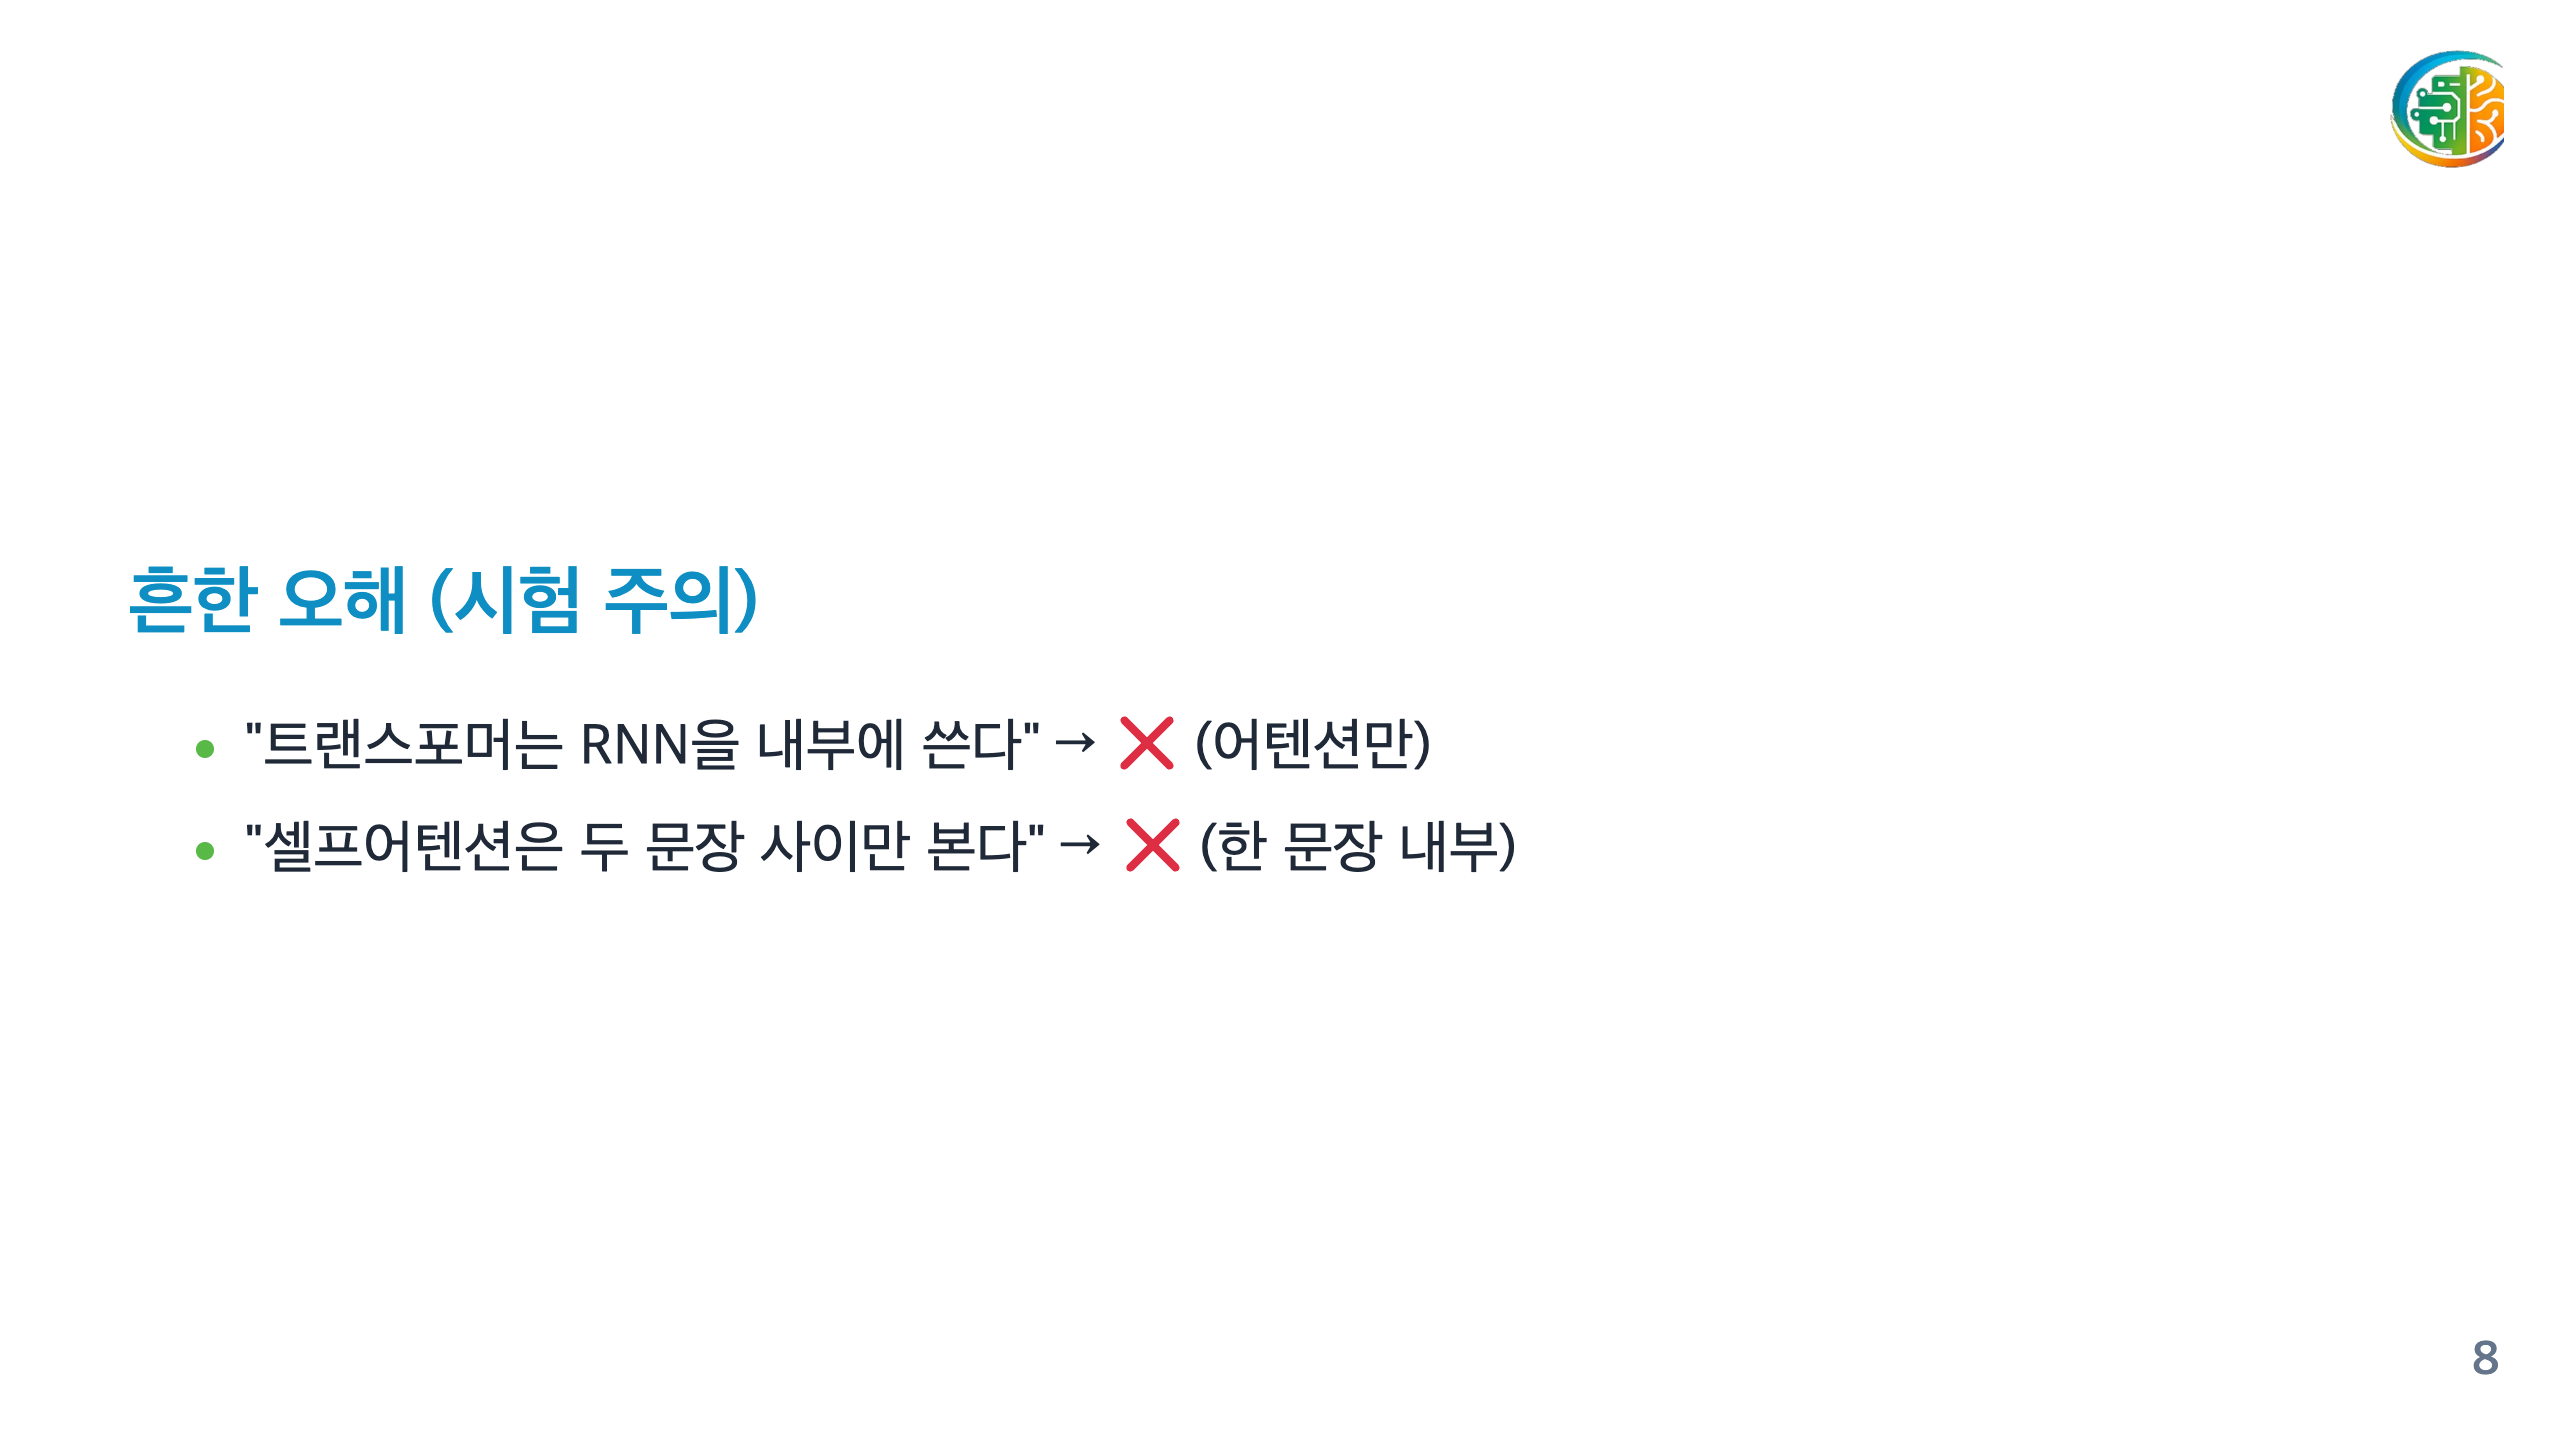 흔한 오해 (시험 주의)
• "트랜스포머는 RNN을 내부에 쓴다" → ❌ (어텐션만)
• "셀프어텐션은 두 문장 사이만 본다" → ❌ (한 문장 내부)
8